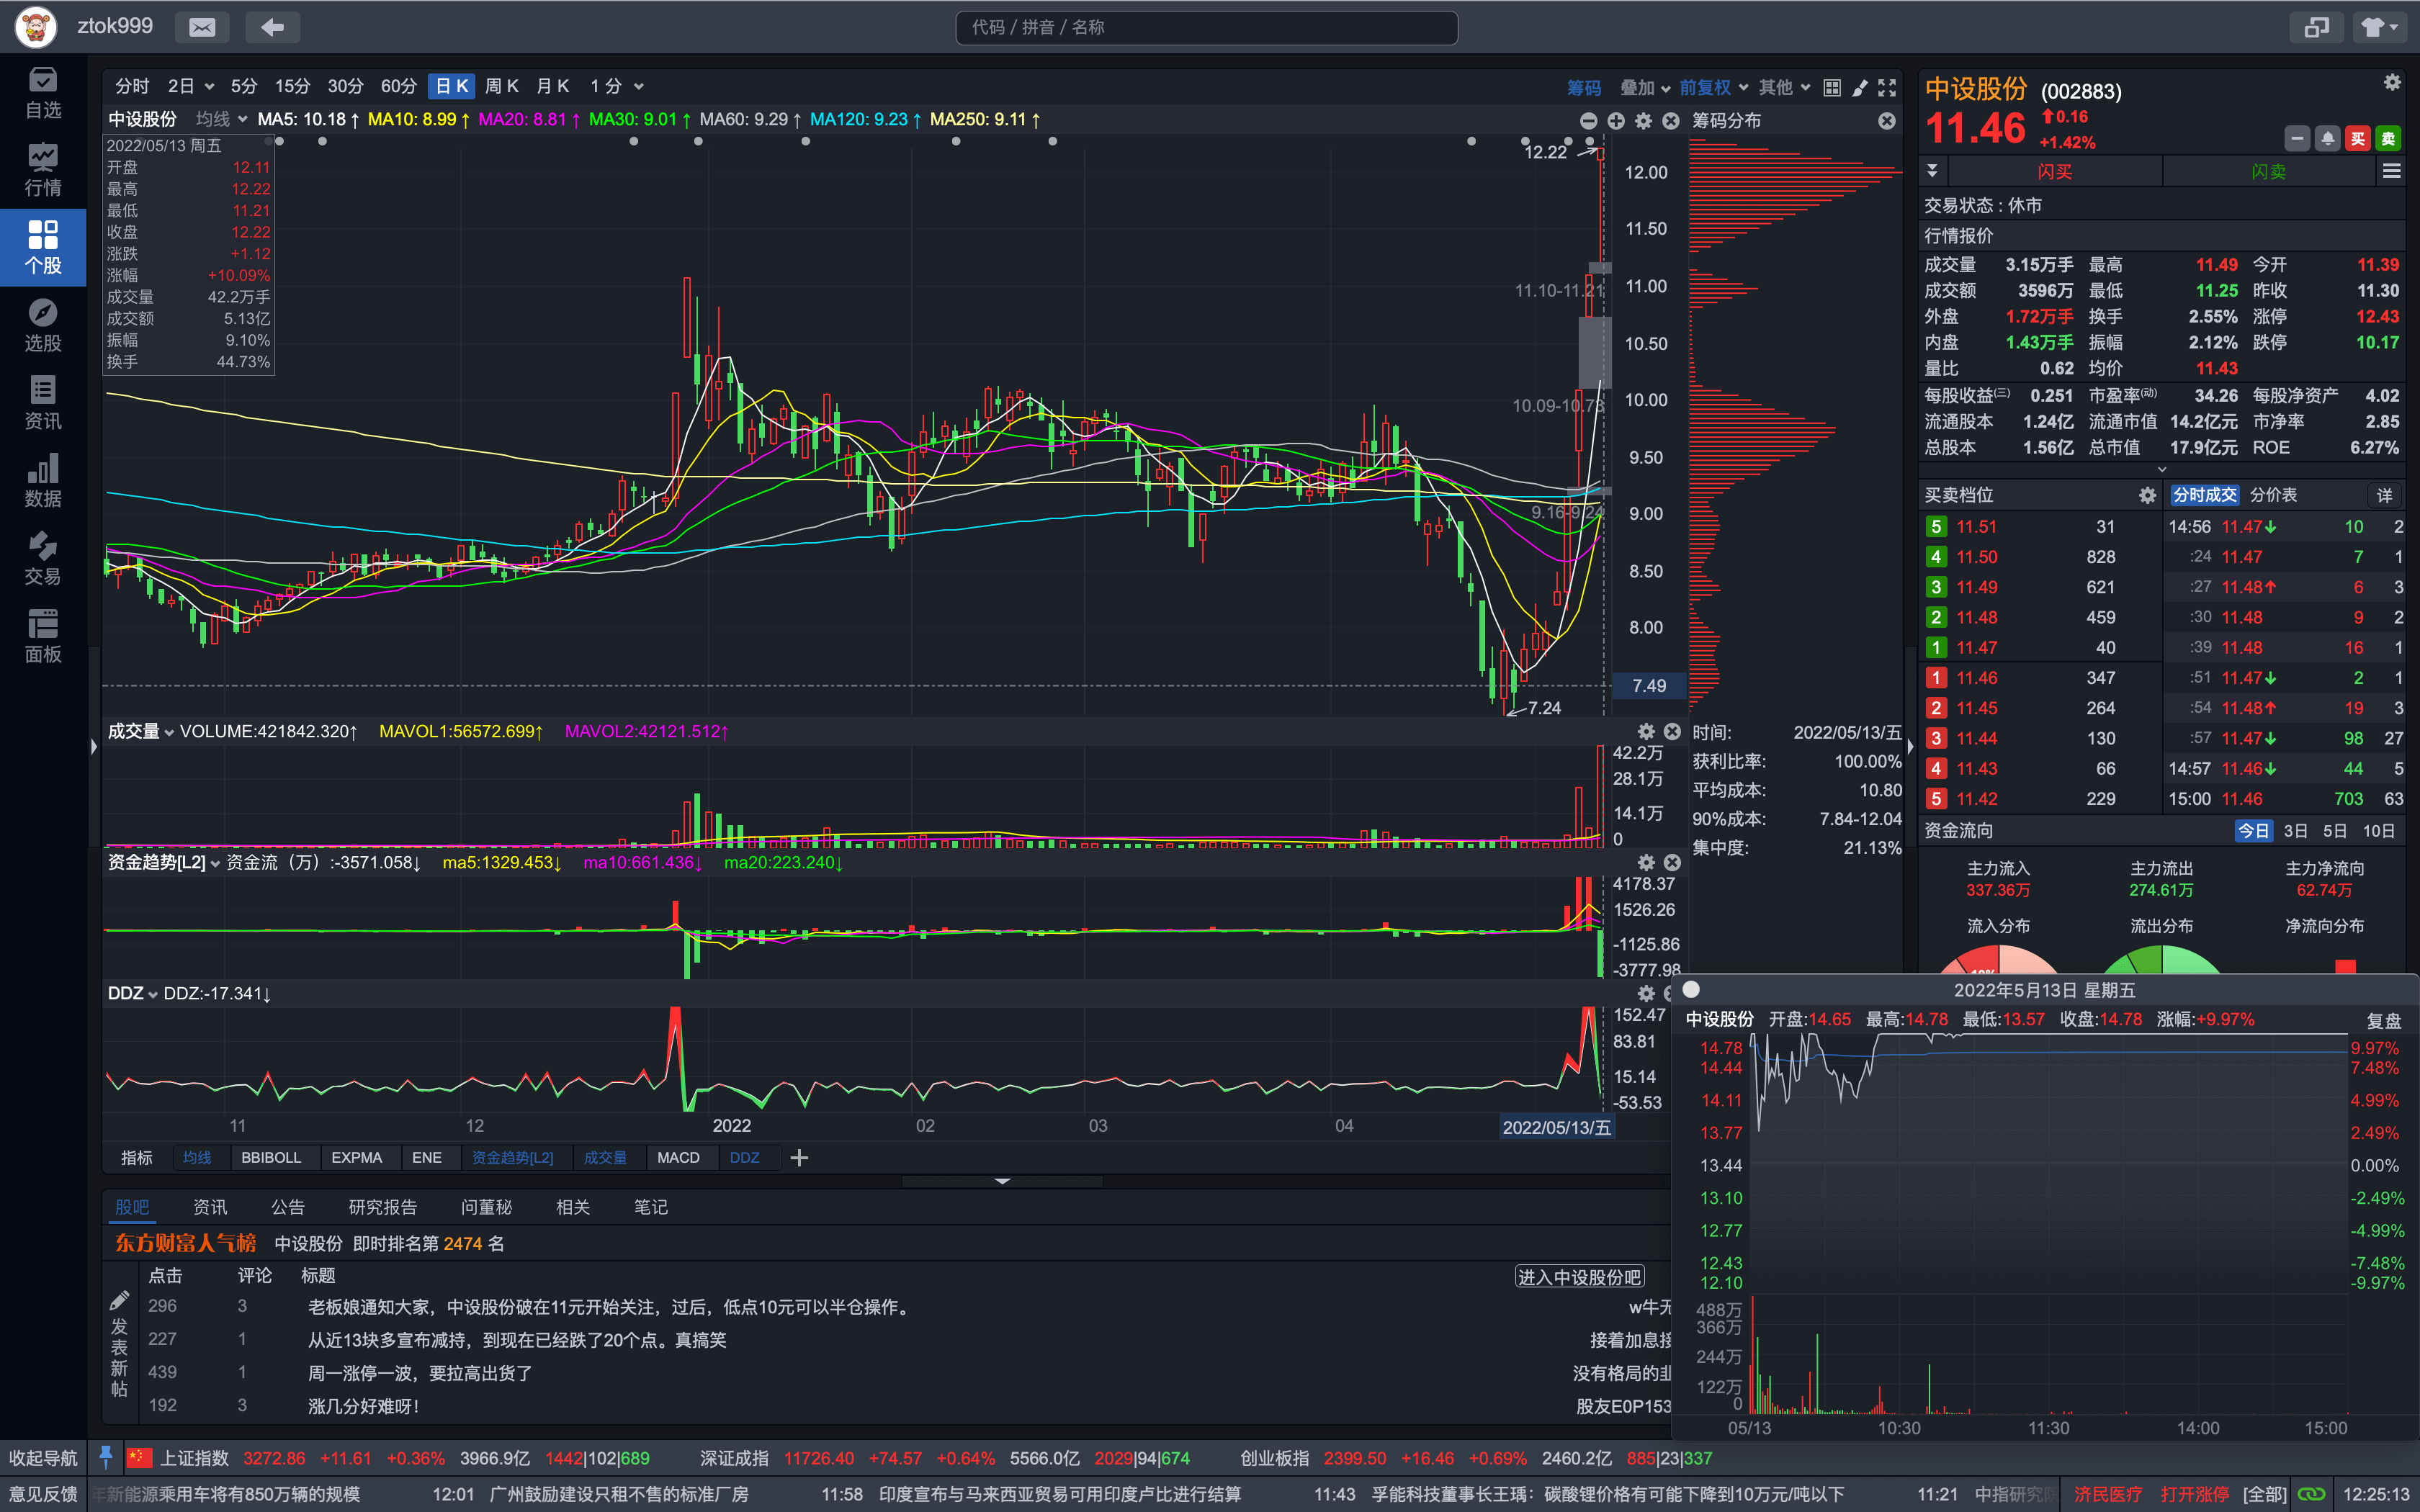 ztok999
代码 / 拼音 / 名称
自选
行情
个股
选股
资讯
数据
交易
面板
分时 2日 5分 15分 30分 60分 日K 周K 月K 1分
筹码 叠加 前复权 其他
中设股份 均线 MA5: 10.18↑ MA10: 8.99↑ MA20: 8.81↑ MA30: 9.01↑ MA60: 9.29↑ MA120: 9.23↑ MA250: 9.11↑
筹码分布
2022/05/13 周五
开盘 12.11
最高 12.22
最低 11.21
收盘 12.22
涨跌 +1.12
涨幅 +10.09%
成交量 42.2万手
成交额 5.13亿
振幅 9.10%
换手 44.73%
12.22
11.10-11.21
10.09-10.73
9.16-9.24
7.24
12.00
11.50
11.00
10.50
10.00
9.50
9.00
8.50
8.00
7.49
成交量 VOLUME:421842.320↑ MAVOL1:56572.699↑ MAVOL2:42121.512↑
42.2万
28.1万
14.1万
0
资金趋势[L2] 资金流（万）:-3571.058↓ ma5:1329.453↓ ma10:661.436↓ ma20:223.240↓
4178.37
1526.26
-1125.86
-3777.98
DDZ DDZ:-17.341↓
152.47
83.81
15.14
-53.53
11 12 2022 02 03 04 2022/05/13/五
时间: 2022/05/13/五
获利比率: 100.00%
平均成本: 10.80
90%成本: 7.84-12.04
集中度: 21.13%
指标 均线 BBIBOLL EXPMA ENE 资金趋势[L2] 成交量 MACD DDZ
股吧 资讯 公告 研究报告 问董秘 相关 笔记
东方财富人气榜 中设股份 即时排名第 2474 名
点击 评论 标题
进入中设股份吧
发表新帖
296 3 老板娘通知大家，中设股份破在11元开始关注，过后，低点10元可以半仓操作。 w牛无
227 1 从近13块多宣布减持，到现在已经跌了20个点。真搞笑 接着加息接
439 1 周一涨停一波，要拉高出货了 没有格局的韭
192 3 涨几分好难呀！ 股友E0P153
中设股份 (002883)
11.46 0.16
+1.42%
买 卖
闪买 闪卖
交易状态 : 休市
行情报价
成交量 3.15万手 最高 11.49 今开 11.39
成交额 3596万 最低 11.25 昨收 11.30
外盘 1.72万手 换手 2.55% 涨停 12.43
内盘 1.43万手 振幅 2.12% 跌停 10.17
量比 0.62 均价 11.43
每股收益(三) 0.251 市盈率(动) 34.26 每股净资产 4.02
流通股本 1.24亿 流通市值 14.2亿元 市净率 2.85
总股本 1.56亿 总市值 17.9亿元 ROE 6.27%
买卖档位
分时成交 分价表 详
5 11.51 31
4 11.50 828
3 11.49 621
2 11.48 459
1 11.47 40
1 11.46 347
2 11.45 264
3 11.44 130
4 11.43 66
5 11.42 229
14:56 11.47↓ 10 2
:24 11.47 7 1
:27 11.48↑ 6 3
:30 11.48 9 2
:39 11.48 16 1
:51 11.47↓ 2 1
:54 11.48↑ 19 3
:57 11.47↓ 98 27
14:57 11.46↓ 44 5
15:00 11.46 703 63
资金流向 今日 3日 5日 10日
主力流入 主力流出 主力净流向
337.36万 274.61万 62.74万
流入分布 流出分布 净流向分布
2022年5月13日 星期五
中设股份 开盘:14.65 最高:14.78 最低:13.57 收盘:14.78 涨幅:+9.97% 复盘
14.78 9.97%
14.44 7.48%
14.11 4.99%
13.77 2.49%
13.44 0.00%
13.10 -2.49%
12.77 -4.99%
12.43 -7.48%
12.10 -9.97%
488万
366万
244万
122万
0
05/13 10:30 11:30 14:00 15:00
收起导航 上证指数 3272.86 +11.61 +0.36% 3966.9亿 1442|102|689 深证成指 11726.40 +74.57 +0.64% 5566.0亿 2029|94|674 创业板指 2399.50 +16.46 +0.69% 2460.2亿 885|23|337
意见反馈 年新能源乘用车将有850万辆的规模 12:01 广州鼓励建设只租不售的标准厂房 11:58 印度宣布与马来西亚贸易可用印度卢比进行结算 11:43 孚能科技董事长王瑀：碳酸锂价格有可能下降到10万元/吨以下 11:21 中指研究院 济民医疗 打开涨停 [全部] 12:25:13